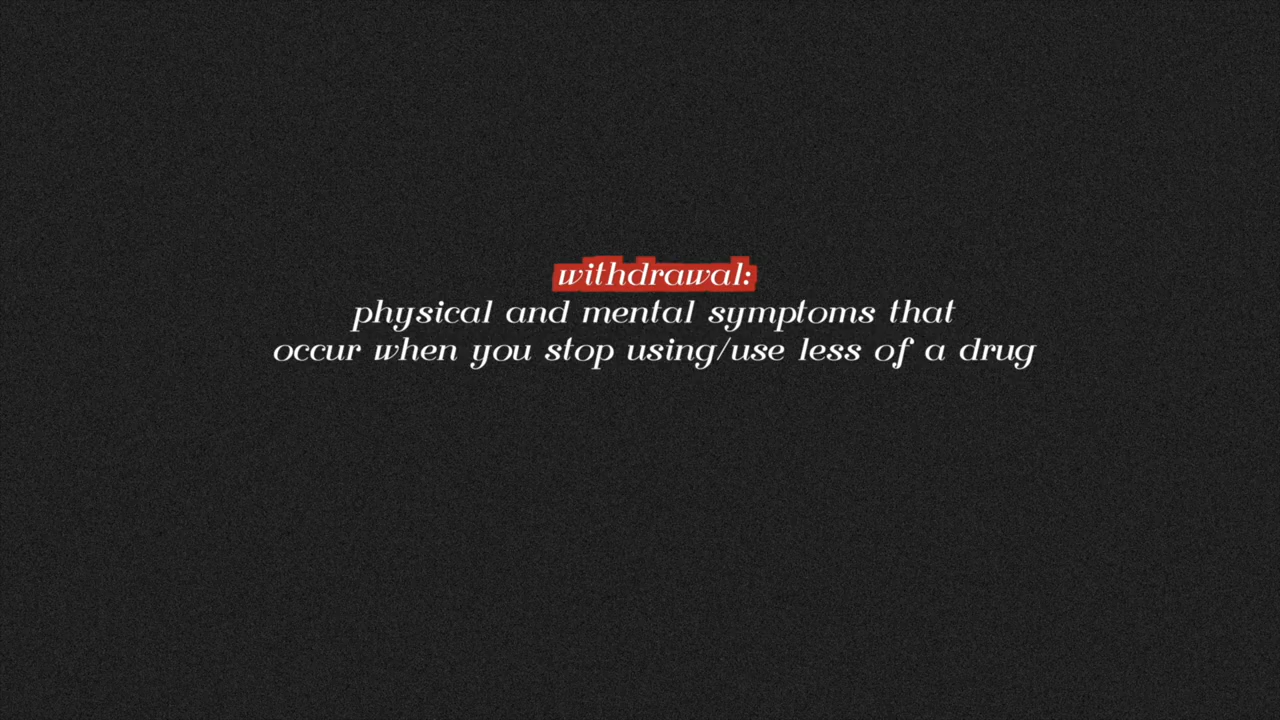 withdrawal:
physical and mental symptoms that
occur when you stop using/use less of a drug